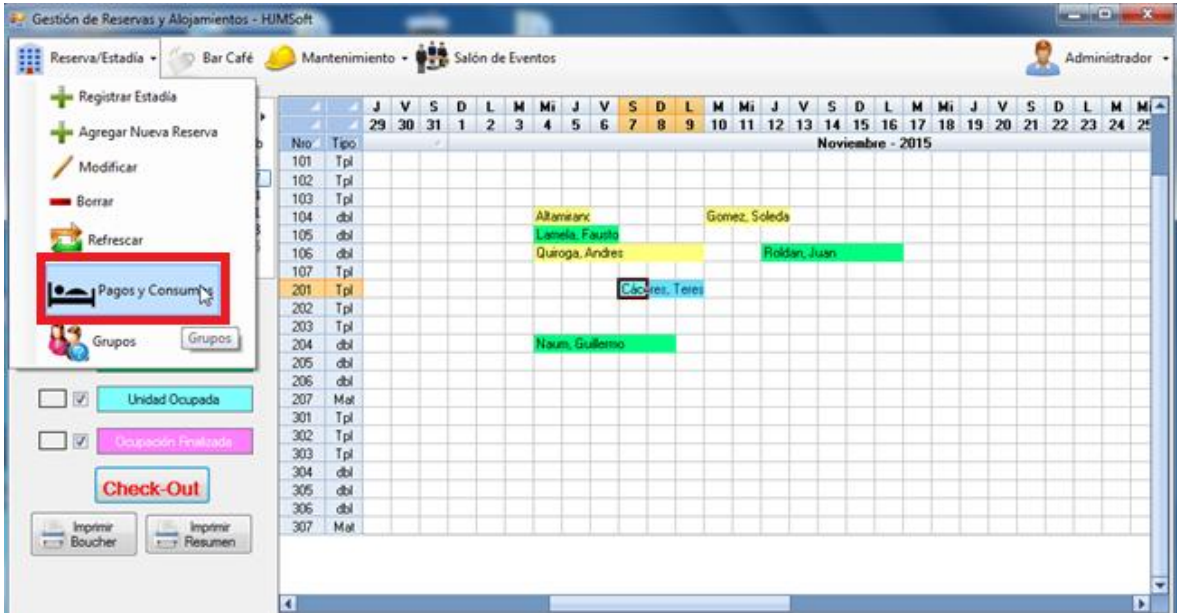 Gestión de Reservas y Alojamientos - HJMSoft
Reserva/Estadía Bar Café Mantenimiento Salón de Eventos Administrador
Registrar Estadía
Agregar Nueva Reserva
Modificar
Borrar
Refrescar
Pagos y Consumos
Grupos
Grupos
Unidad Ocupada
Ocupación Finalizada
Check-Out
Imprimir Boucher
Imprimir Resumen
J V S D L M Mi J V S D L M Mi J V S D L M Mi J V S D L M Mi
29 30 31 1 2 3 4 5 6 7 8 9 10 11 12 13 14 15 16 17 18 19 20 21 22 23 24 25
Nro Tipo Noviembre - 2015
101 Tpl
102 Tpl
103 Tpl
104 dbl Altamiranc Gomez, Soleda
105 dbl Lamela, Fausto
106 dbl Quiroga, Andres Roldan, Juan
107 Tpl
201 Tpl Cáceres, Teres
202 Tpl
203 Tpl
204 dbl Naum, Guillermo
205 dbl
206 dbl
207 Mat
301 Tpl
302 Tpl
303 Tpl
304 dbl
305 dbl
306 dbl
307 Mat